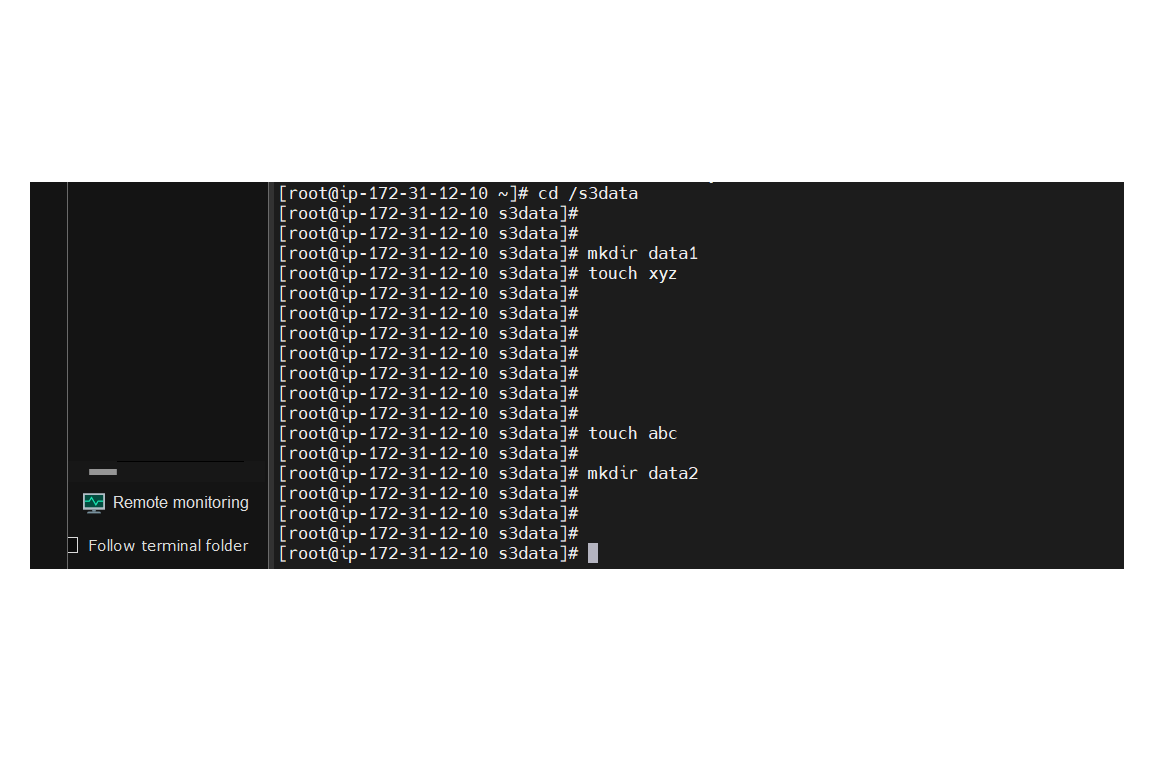 [root@ip-172-31-12-10 ~]# cd /s3data
[root@ip-172-31-12-10 s3data]#
[root@ip-172-31-12-10 s3data]#
[root@ip-172-31-12-10 s3data]# mkdir data1
[root@ip-172-31-12-10 s3data]# touch xyz
[root@ip-172-31-12-10 s3data]#
[root@ip-172-31-12-10 s3data]#
[root@ip-172-31-12-10 s3data]#
[root@ip-172-31-12-10 s3data]#
[root@ip-172-31-12-10 s3data]#
[root@ip-172-31-12-10 s3data]#
[root@ip-172-31-12-10 s3data]#
[root@ip-172-31-12-10 s3data]# touch abc
[root@ip-172-31-12-10 s3data]#
[root@ip-172-31-12-10 s3data]# mkdir data2
[root@ip-172-31-12-10 s3data]#
[root@ip-172-31-12-10 s3data]#
[root@ip-172-31-12-10 s3data]#
[root@ip-172-31-12-10 s3data]#
Remote monitoring
Follow terminal folder